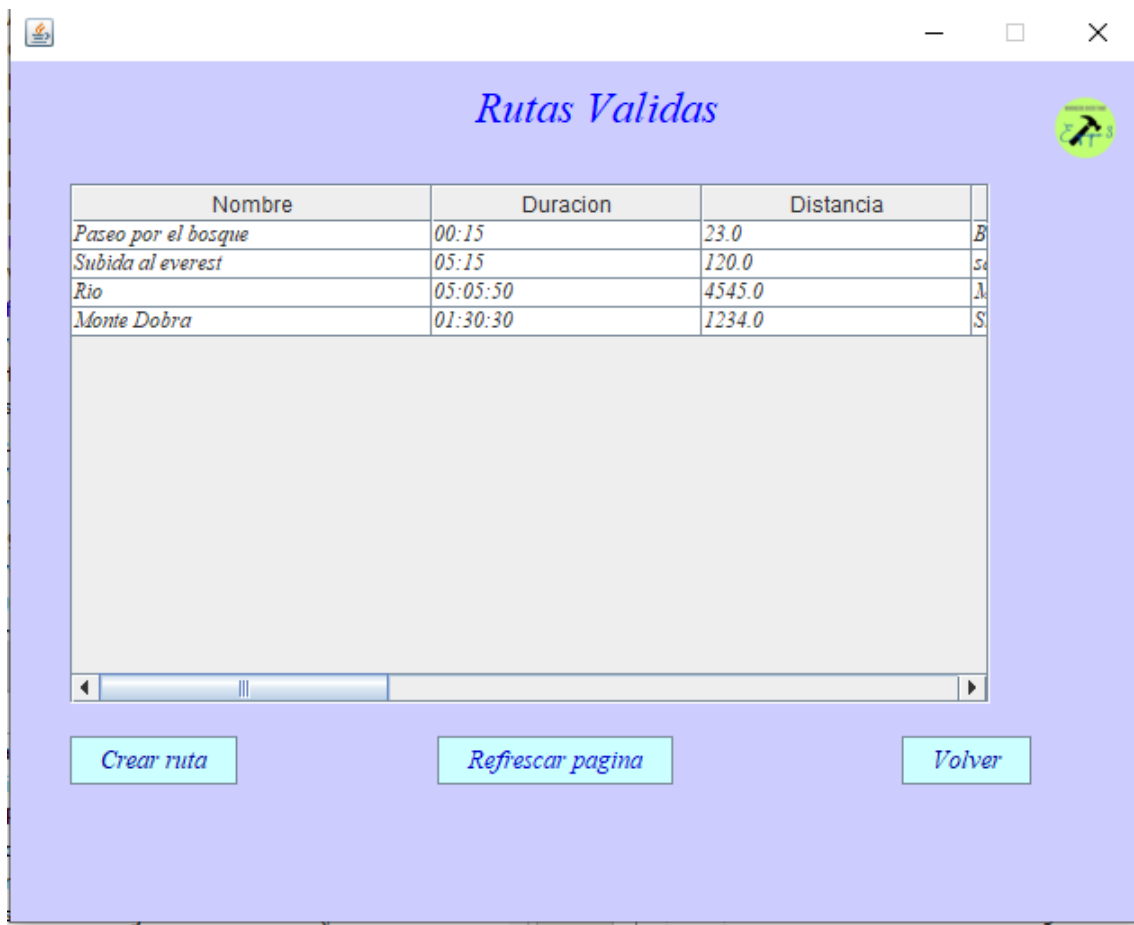 Rutas Validas
Nombre Duracion Distancia
Paseo por el bosque 00:15 23.0 B
Subida al everest 05:15 120.0
Rio 05:05:50 4545.0
Monte Dobra 01:30:30 1234.0 S
Crear ruta Refrescar pagina Volver